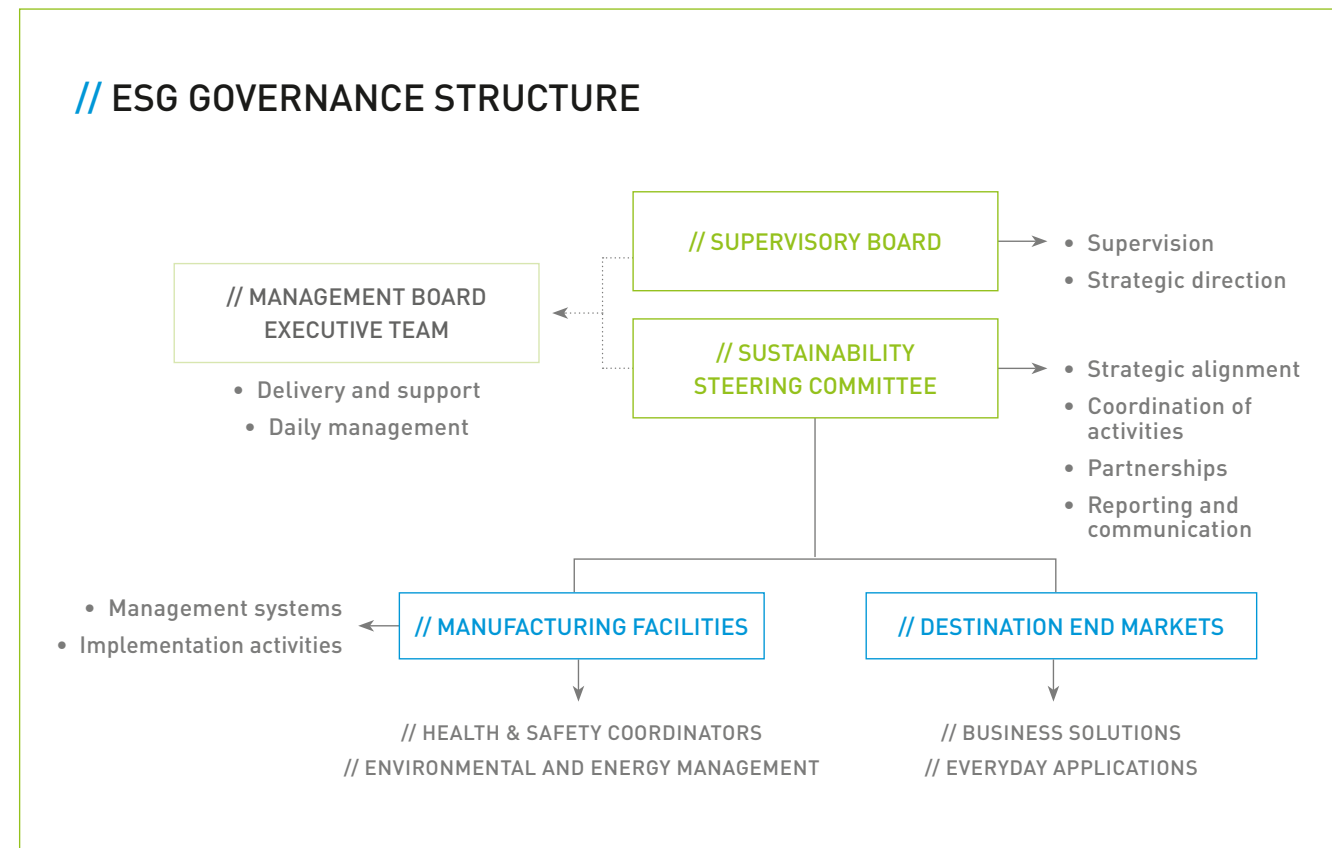 // ESG GOVERNANCE STRUCTURE
// SUPERVISORY BOARD
• Supervision
• Strategic direction
// MANAGEMENT BOARD
EXECUTIVE TEAM
• Delivery and support
• Daily management
// SUSTAINABILITY
STEERING COMMITTEE
• Strategic alignment
• Coordination of
activities
• Partnerships
• Reporting and
communication
• Management systems
• Implementation activities
// MANUFACTURING FACILITIES
// DESTINATION END MARKETS
// HEALTH & SAFETY COORDINATORS
// ENVIRONMENTAL AND ENERGY MANAGEMENT
// BUSINESS SOLUTIONS
// EVERYDAY APPLICATIONS